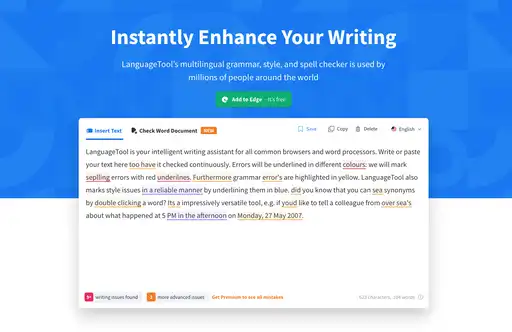 Instantly Enhance Your Writing
LanguageTool's multilingual grammar, style, and spell checker is used by
millions of people around the world
Add to Edge - It's free
Insert Text
Check Word Document
NEW
Save
Copy
Delete
English
LanguageTool is your intelligent writing assistant for all common browsers and word processors. Write or paste
your text here too have it checked continuously. Errors will be underlined in different colours: we will mark
seplling errors with red underlines. Furthermore grammar error's are highlighted in yellow. LanguageTool also
marks style issues in a reliable manner by underlining them in blue. did you know that you can sea synonyms
by double clicking a word? Its a impressively versatile tool, e.g. if youd like to tell a colleague from over sea's
about what happened at 5 PM in the afternoon on Monday, 27 May 2007.
9+ writing issues found
more advanced issues
Get Premium to see all mistakes
characters,
words